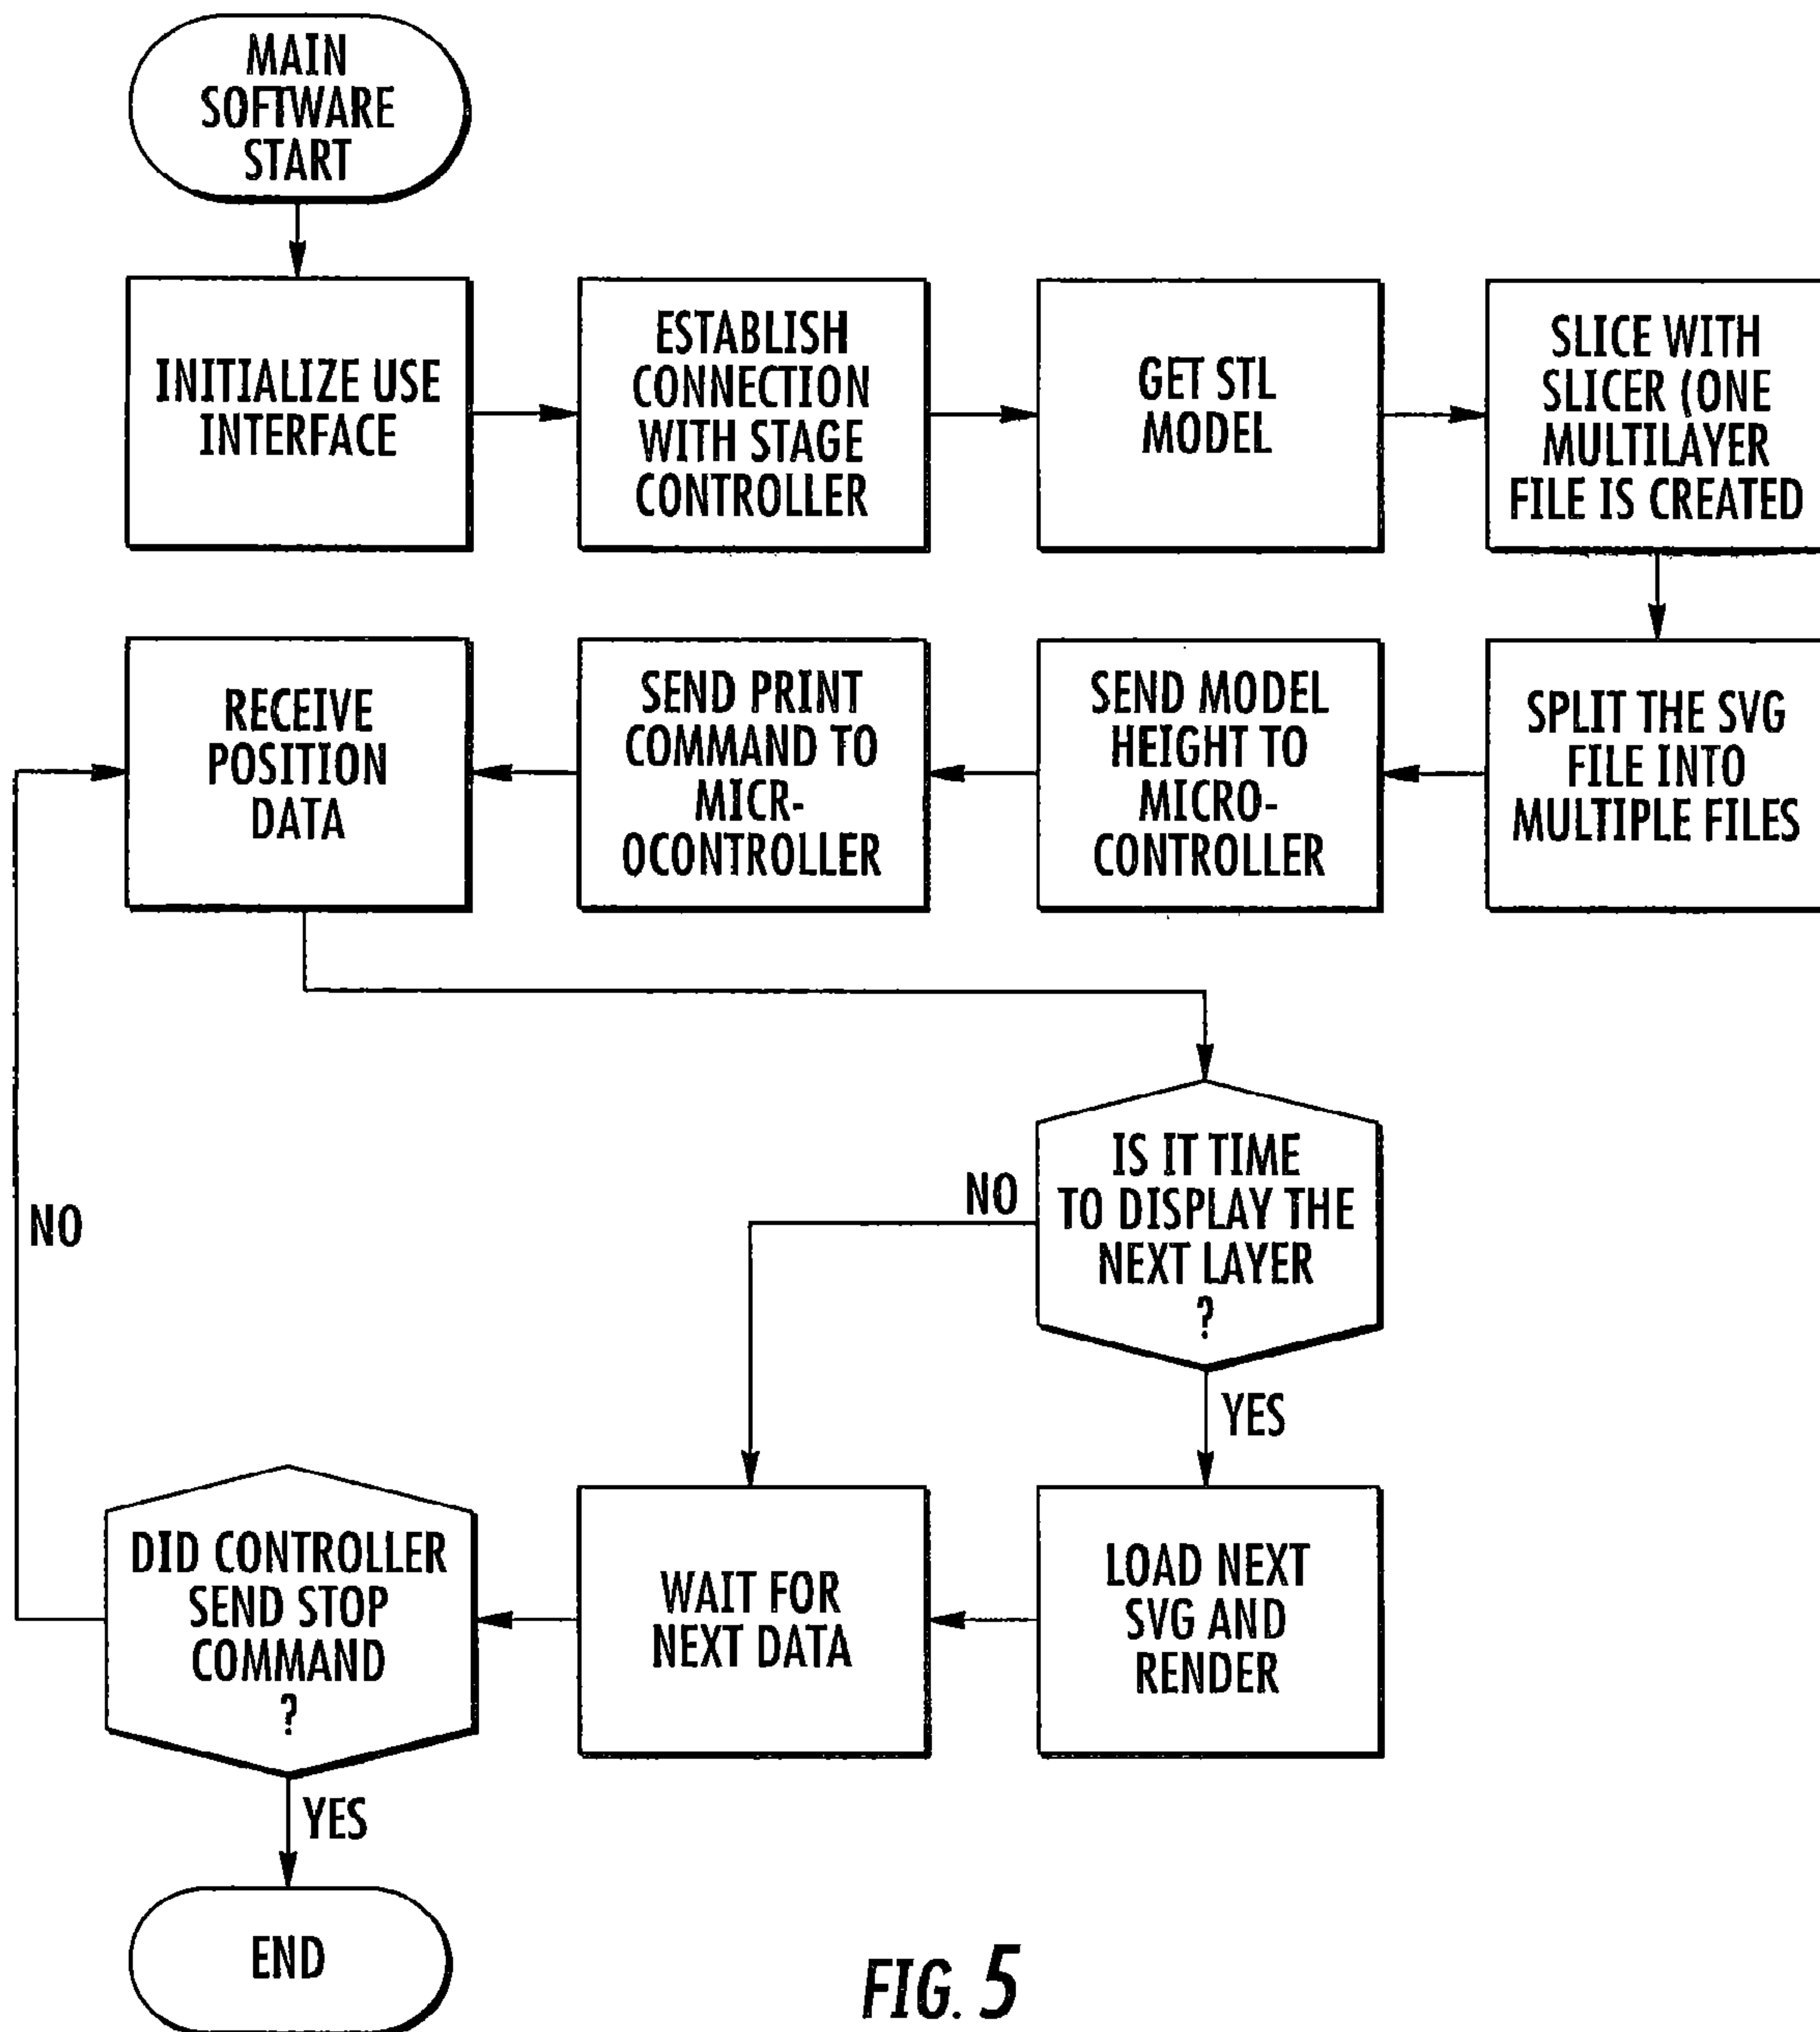 MAIN
SOFTWARE
START
INITIALIZE USE
INTERFACE
ESTABLISH
CONNECTION
WITH STAGE
CONTROLLER
GET STL
MODEL
SLICE WITH
SLICER (ONE
MULTILAYER
FILE IS CREATED
SPLIT THE SVG
FILE INTO
MULTIPLE FILES
SEND MODEL
HEIGHT TO
MICRO-
CONTROLLER
SEND PRINT
COMMAND TO
MICR-
OCONTROLLER
RECEIVE
POSITION
DATA
IS IT TIME
TO DISPLAY THE
NEXT LAYER
?
NO
YES
LOAD NEXT
SVG AND
RENDER
WAIT FOR
NEXT DATA
DID CONTROLLER
SEND STOP
COMMAND
?
NO
YES
END
FIG. 5